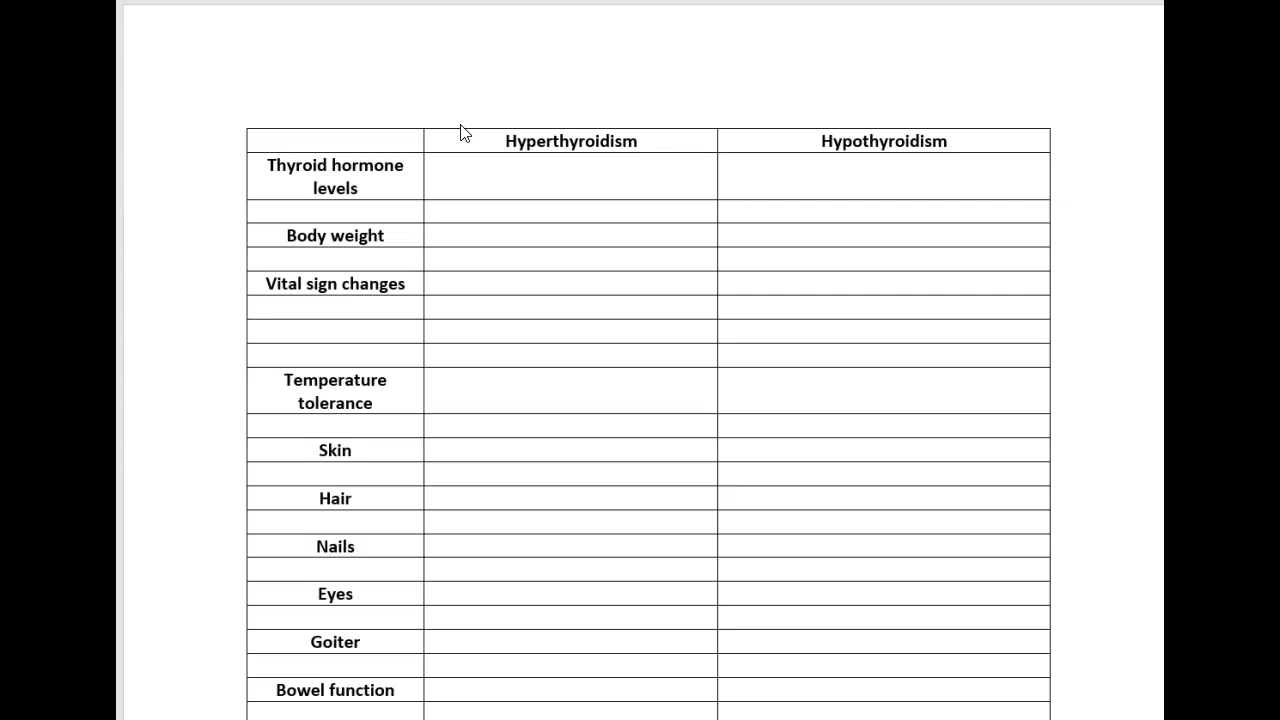 Hyperthyroidism Hypothyroidism
Thyroid hormone
levels
Body weight
Vital sign changes
Temperature
tolerance
Skin
Hair
Nails
Eyes
Goiter
Bowel function